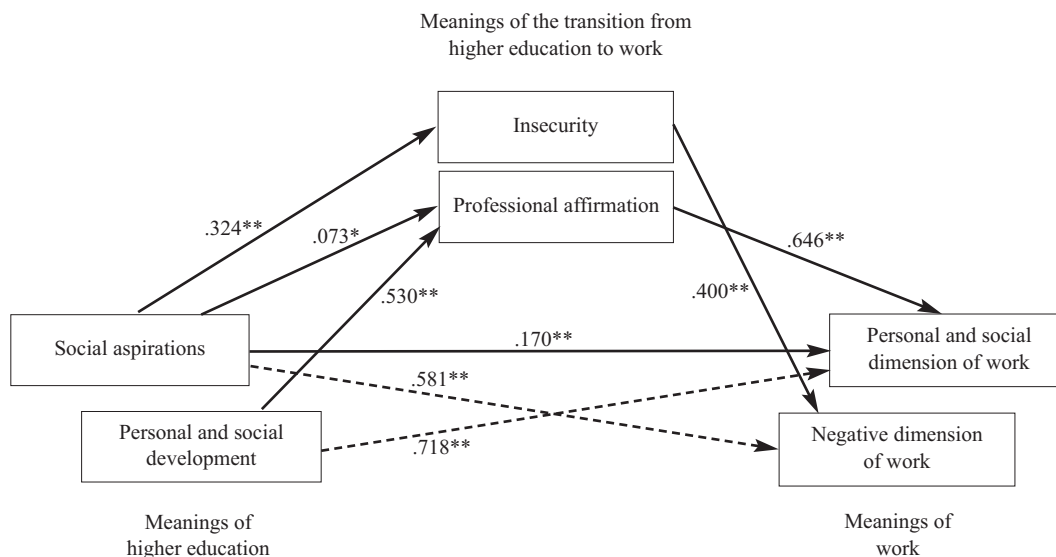 Meanings of the transition from
higher education to work
Insecurity
Professional affirmation
.324**
.073*
.646**
.530**
.400**
Social aspirations
.170**
Personal and social
dimension of work
.581**
Personal and social
development
.718**
Negative dimension
of work
Meanings of
higher education
Meanings of
work